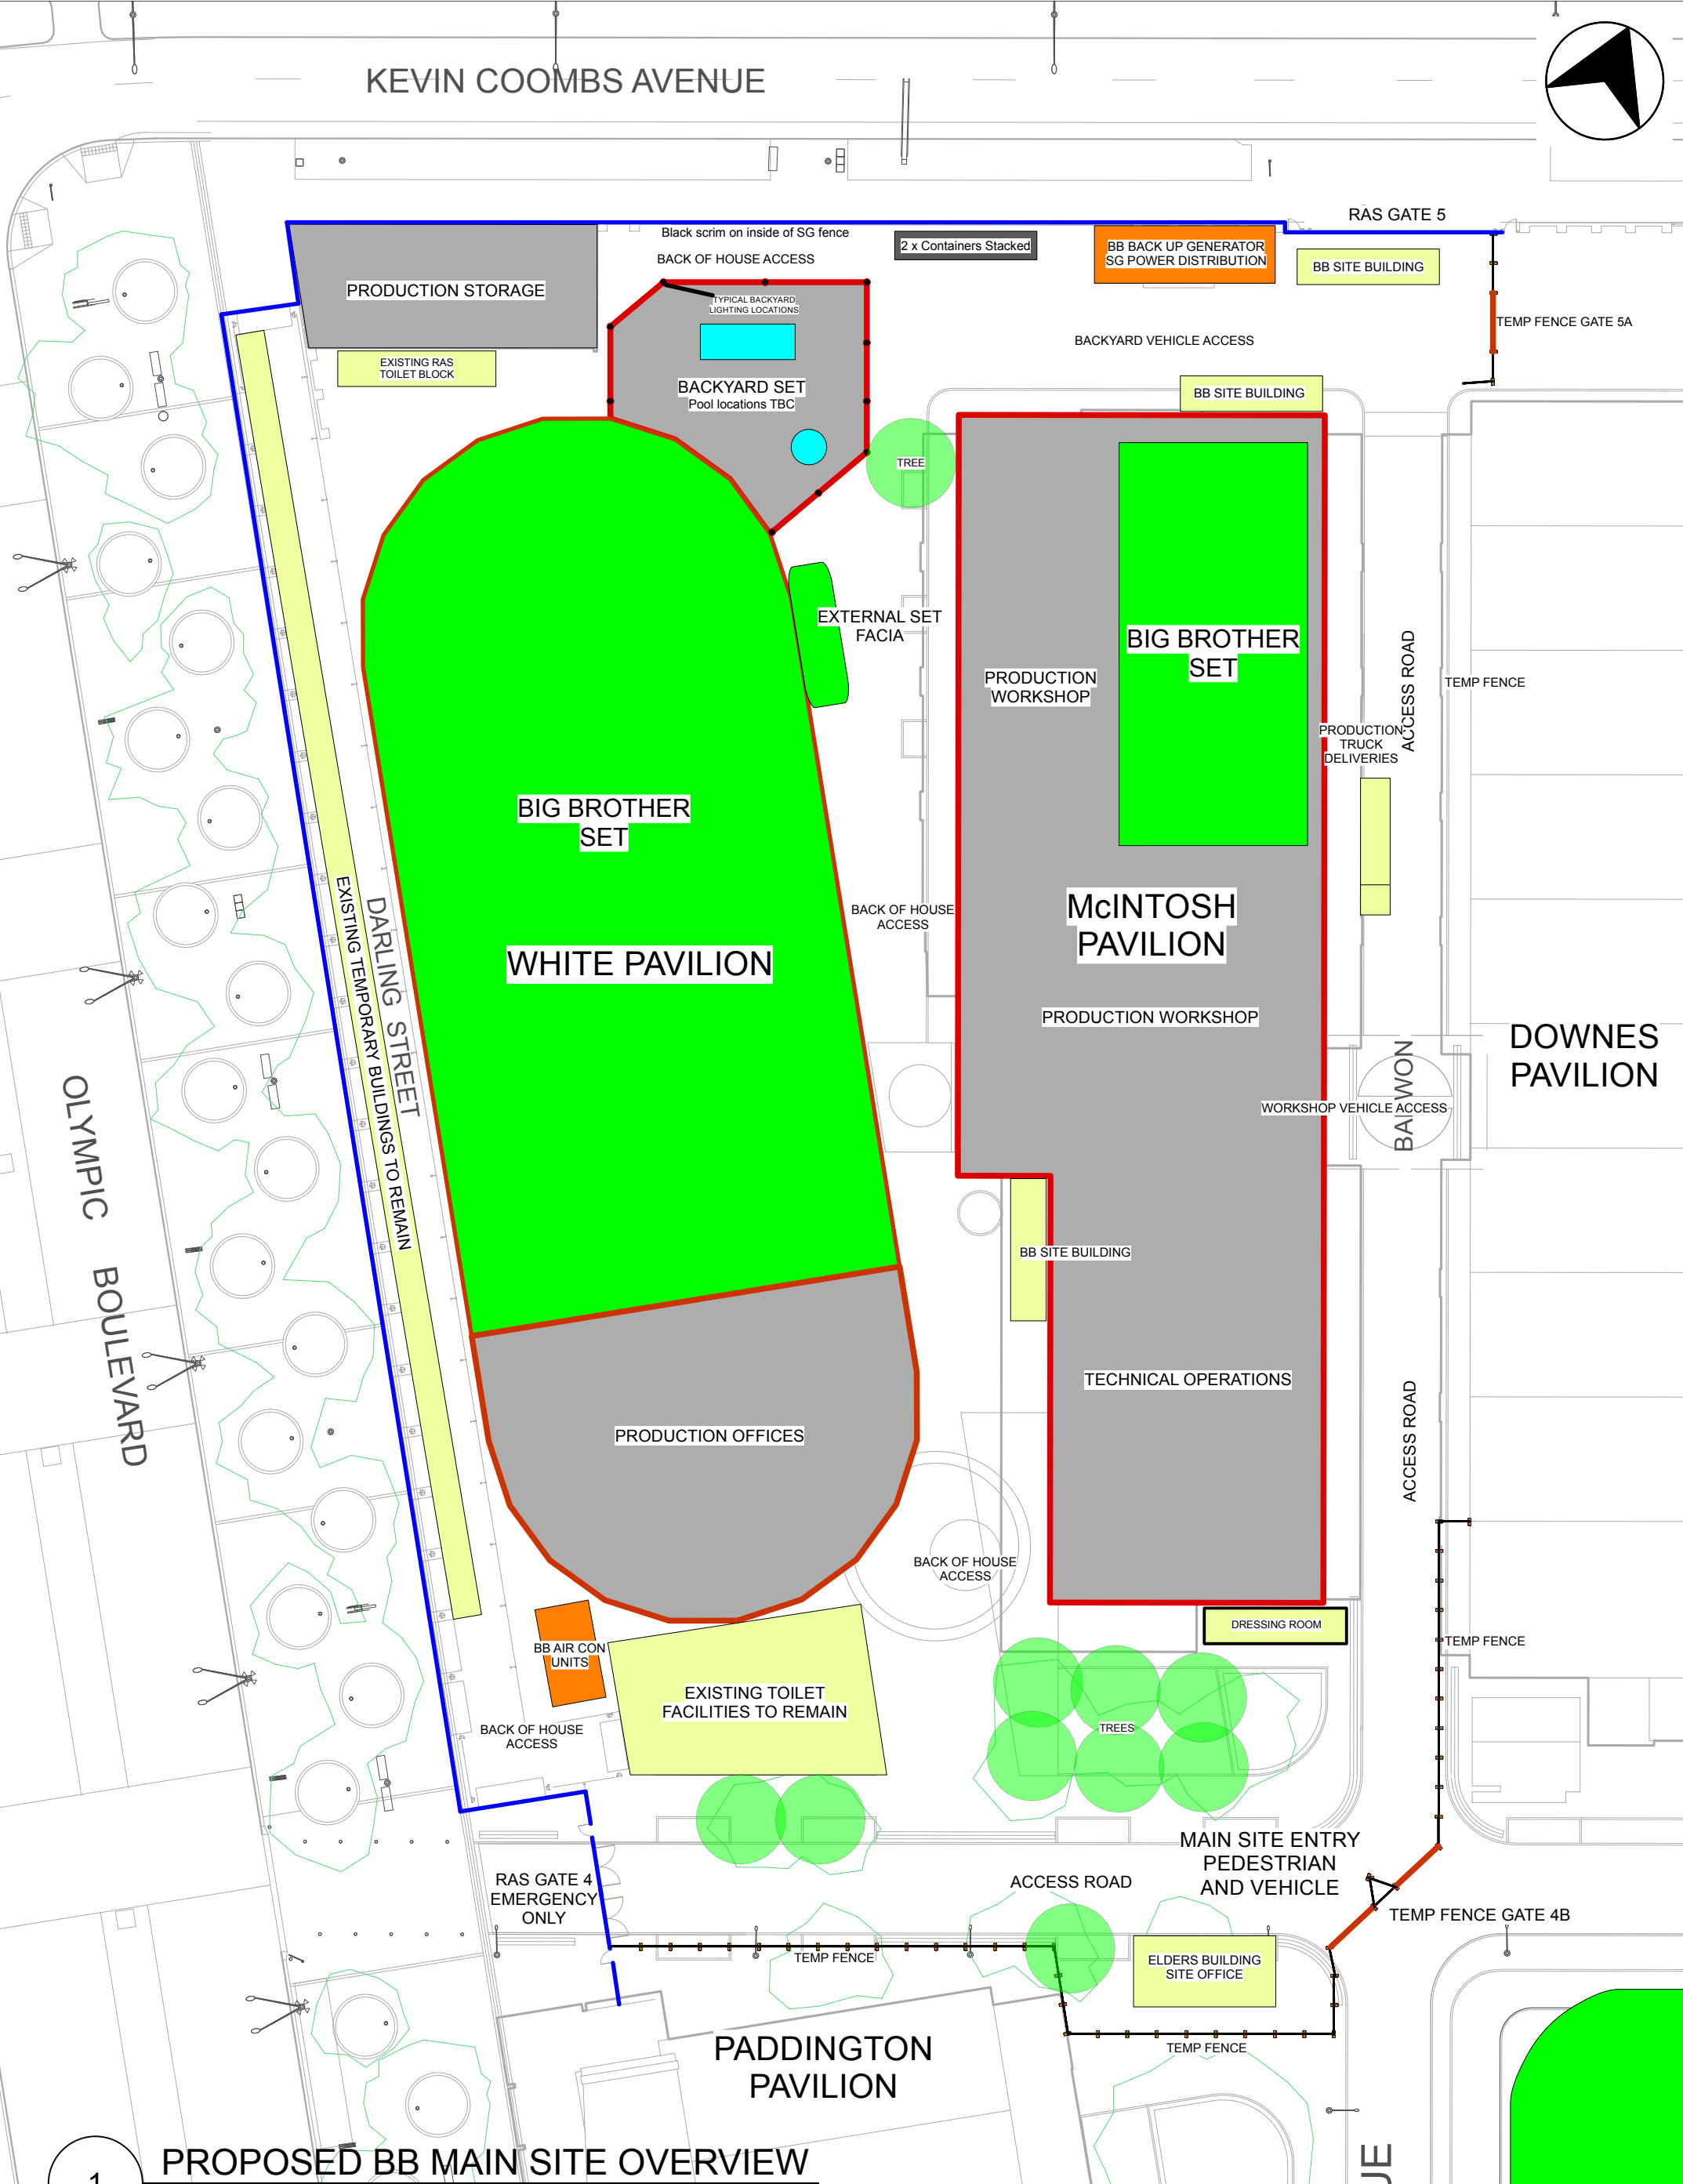 KEVIN COOMBS AVENUE
RAS GATE 5
Black scrim on inside of SG fence
2 x Containers Stacked
BB BACK UP GENERATOR
SG POWER DISTRIBUTION
BB SITE BUILDING
BACK OF HOUSE ACCESS
PRODUCTION STORAGE
TYPICAL BACKYARD
LIGHTING LOCATIONS
TEMP FENCE GATE 5A
BACKYARD VEHICLE ACCESS
EXISTING RAS
TOILET BLOCK
BACKYARD SET
Pool locations TBC
BB SITE BUILDING
TREE
EXTERNAL SET
FACIA
BIG BROTHER
SET
PRODUCTION
WORKSHOP
ACCESS ROAD
TEMP FENCE
PRODUCTION
TRUCK
DELIVERIES
BIG BROTHER
SET
WHITE PAVILION
BACK OF HOUSE
ACCESS
McINTOSH
PAVILION
DARLING STREET
EXISTING TEMPORARY BUILDINGS TO REMAIN
PRODUCTION WORKSHOP
DOWNES
PAVILION
OLYMPIC BOULEVARD
WORKSHOP VEHICLE ACCESS
BB SITE BUILDING
TECHNICAL OPERATIONS
ACCESS ROAD
PRODUCTION OFFICES
BACK OF HOUSE
ACCESS
DRESSING ROOM
TEMP FENCE
BB AIR CON
UNITS
EXISTING TOILET
FACILITIES TO REMAIN
BACK OF HOUSE
ACCESS
TREES
MAIN SITE ENTRY
PEDESTRIAN
AND VEHICLE
RAS GATE 4
EMERGENCY
ONLY
ACCESS ROAD
TEMP FENCE GATE 4B
TEMP FENCE
ELDERS BUILDING
SITE OFFICE
TEMP FENCE
PADDINGTON
PAVILION
PROPOSED BB MAIN SITE OVERVIEW
1